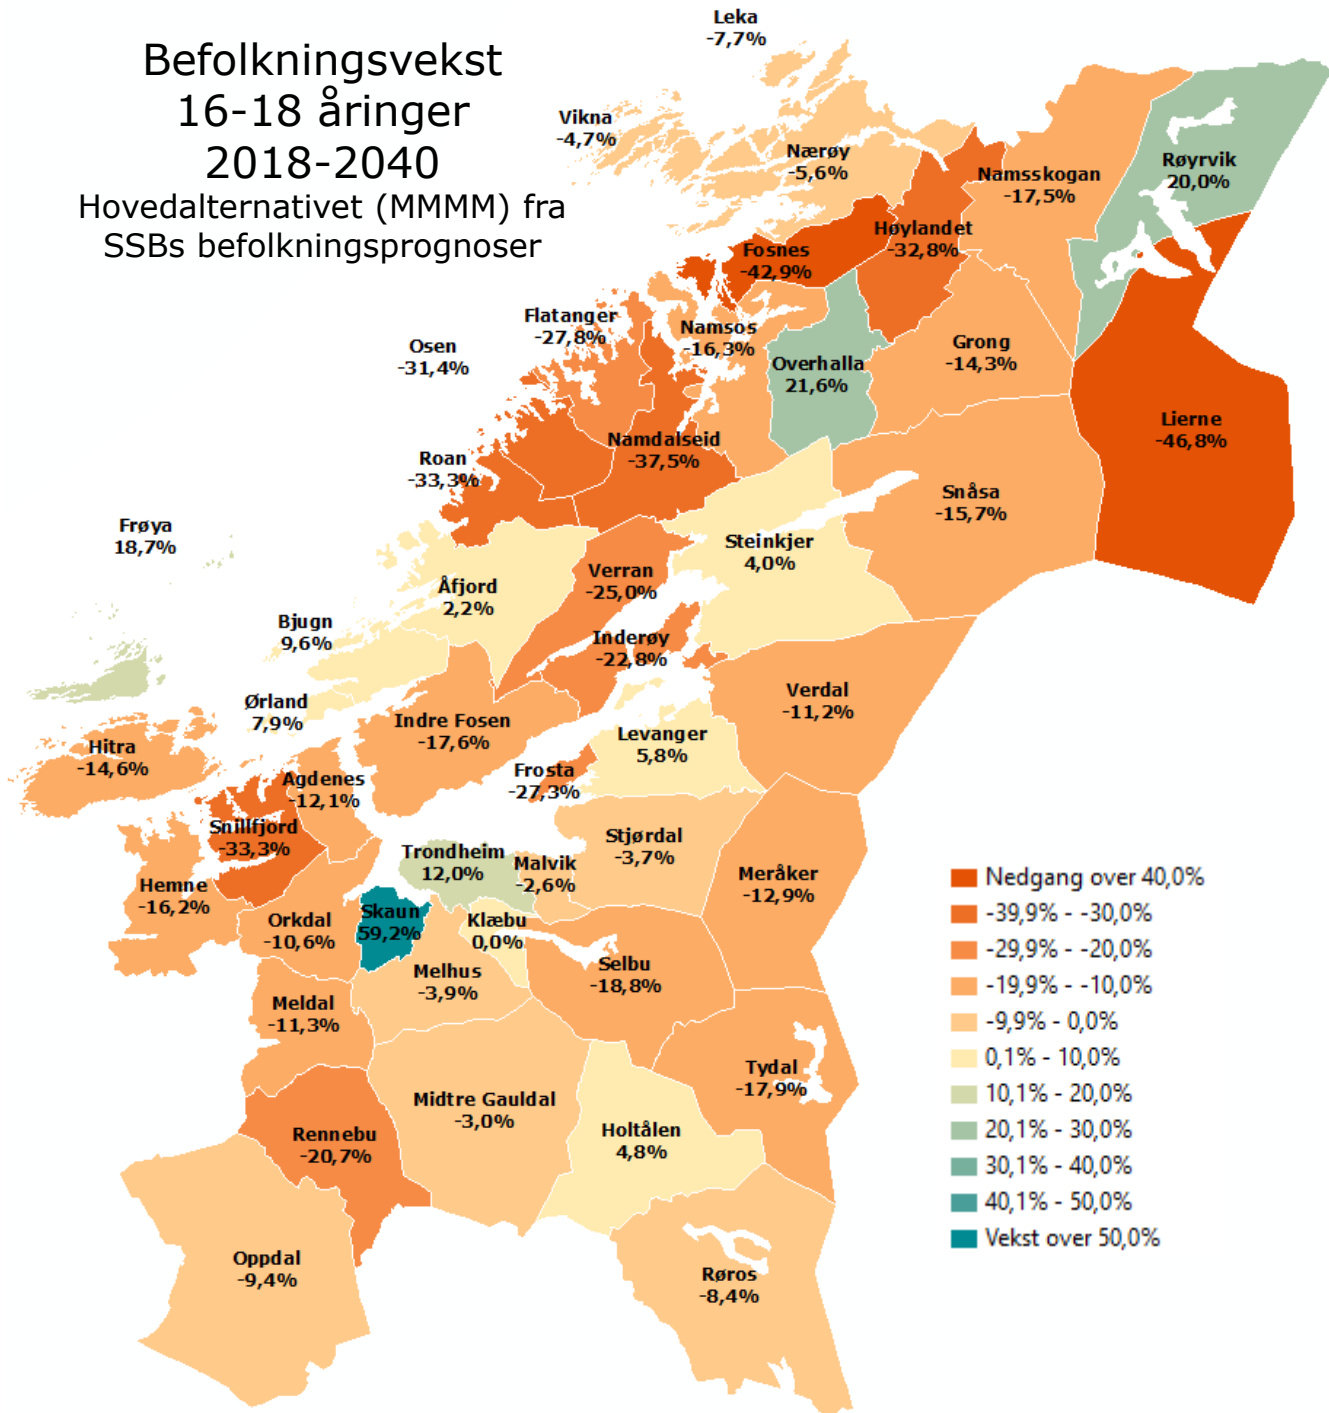 Befolkningsvekst
16-18 åringer
2018-2040
Hovedalternativet (MMMM) fra
SSBs befolkningsprognoser
Leka
-7,7%
Vikna
-4,7%
Nærøy
-5,6%
Namsskogan
-17,5%
Røyrvik
20,0%
Høylandet
-32,8%
Fosnes
-42,9%
Flatanger
-27,8%
Namsos
-16,3%
Osen
-31,4%
Overhalla
21,6%
Grong
-14,3%
Lierne
-46,8%
Namdalseid
-37,5%
Roan
-33,3%
Snåsa
-15,7%
Frøya
18,7%
Steinkjer
4,0%
Verran
-25,0%
Åfjord
2,2%
Bjugn
9,6%
Inderøy
-22,8%
Verdal
-11,2%
Ørland
7,9%
Indre Fosen
-17,6%
Levanger
5,8%
Hitra
-14,6%
Agdenes
-12,1%
Frosta
-27,3%
Snillfjord
-33,3%
Stjørdal
-3,7%
Trondheim
12,0%
Malvik
-2,6%
Meråker
-12,9%
Hemne
-16,2%
Orkdal
-10,6%
Skaun
59,2%
Klæbu
0,0%
Selbu
-18,8%
Melhus
-3,9%
Meldal
-11,3%
Tydal
-17,9%
Midtre Gauldal
-3,0%
Holtålen
4,8%
Rennebu
-20,7%
Oppdal
-9,4%
Røros
-8,4%
Nedgang over 40,0%
-39,9% - -30,0%
-29,9% - -20,0%
-19,9% - -10,0%
-9,9% - 0,0%
0,1% - 10,0%
10,1% - 20,0%
20,1% - 30,0%
30,1% - 40,0%
40,1% - 50,0%
Vekst over 50,0%